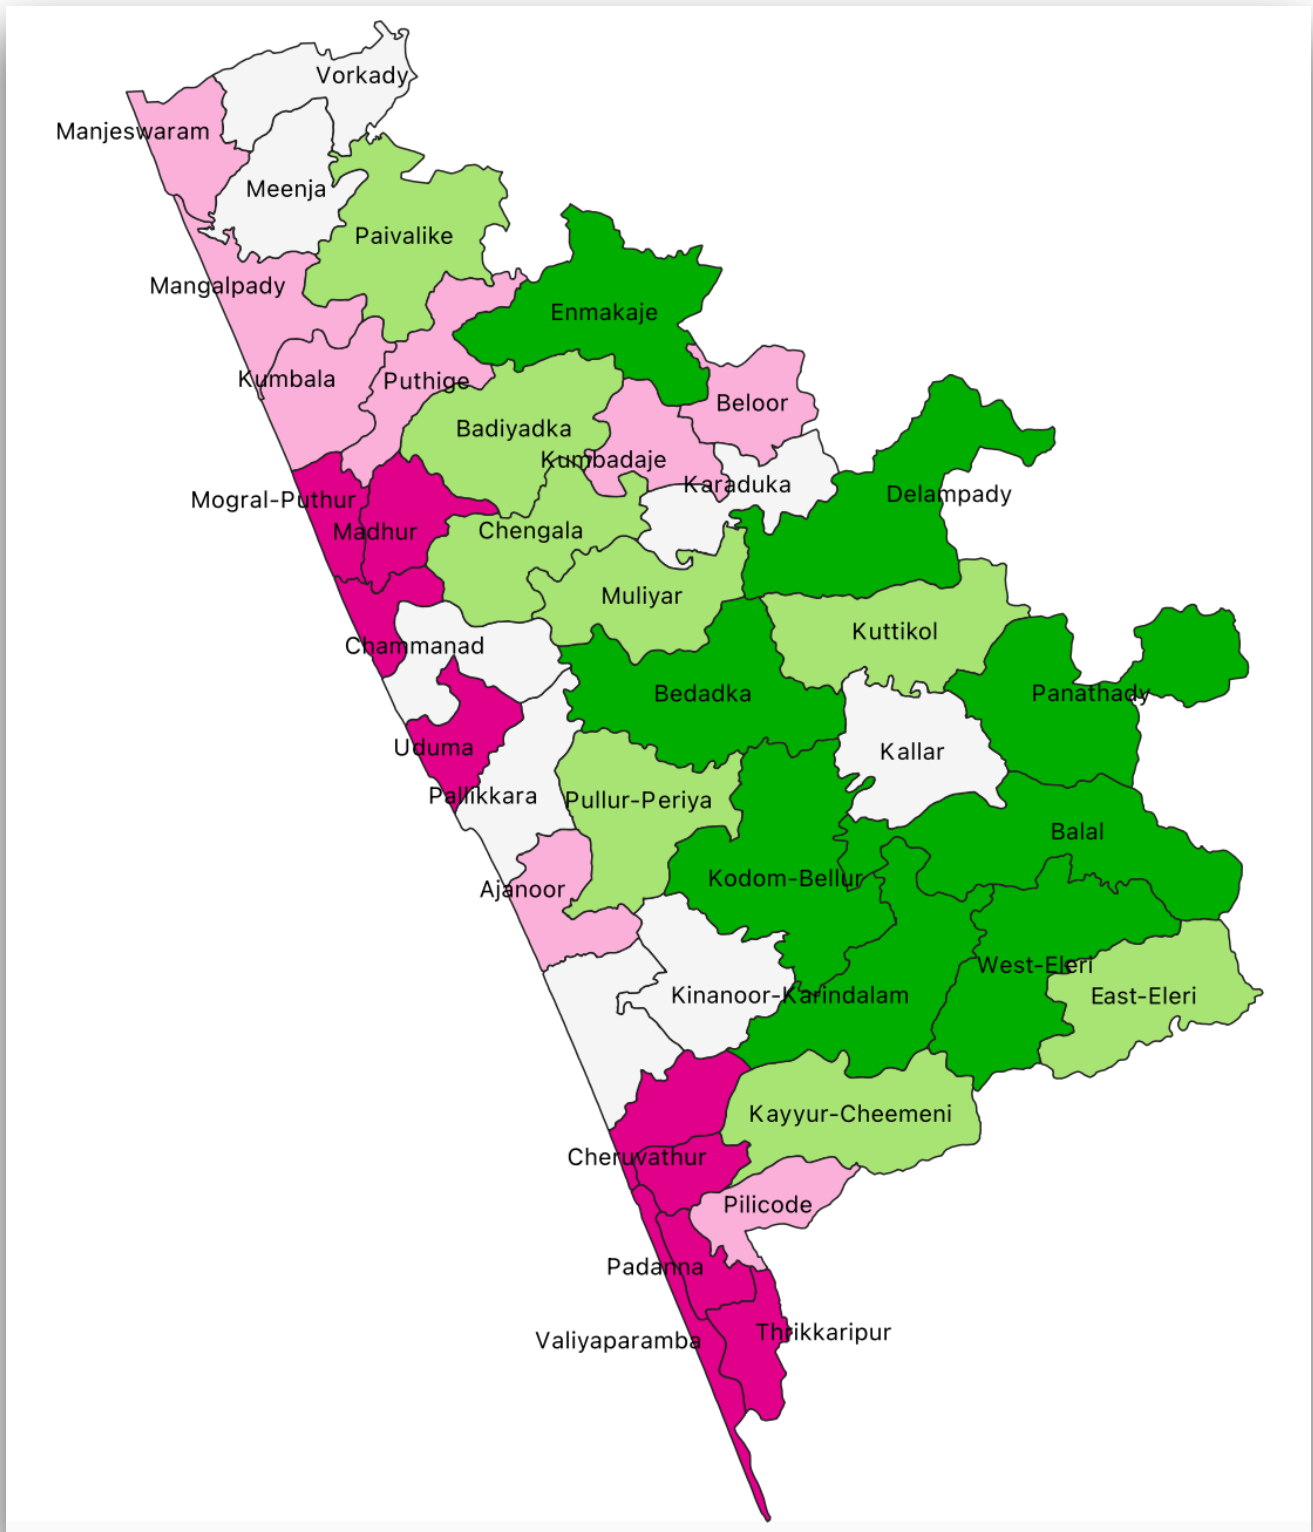 Vorkady
Manjeswaram
Meenja
Paivalike
Mangalpady
Enmakaje
Kumbala
Puthige
Beloor
Badiyadka
Kumbadaje
Karaduka
Delampady
Mogral-Puthur
Madhur
Chengala
Muliyar
Kuttikol
Chammanad
Bedadka
Panathady
Uduma
Kallar
Pallikkara
Pullur-Periya
Balal
Kodom-Bellur
Ajanoor
West-Eleri
Kinanoor-Karindalam
East-Eleri
Kayyur-Cheemeni
Cheruvathur
Pilicode
Padanna
Thrikkaripur
Valiyaparamba